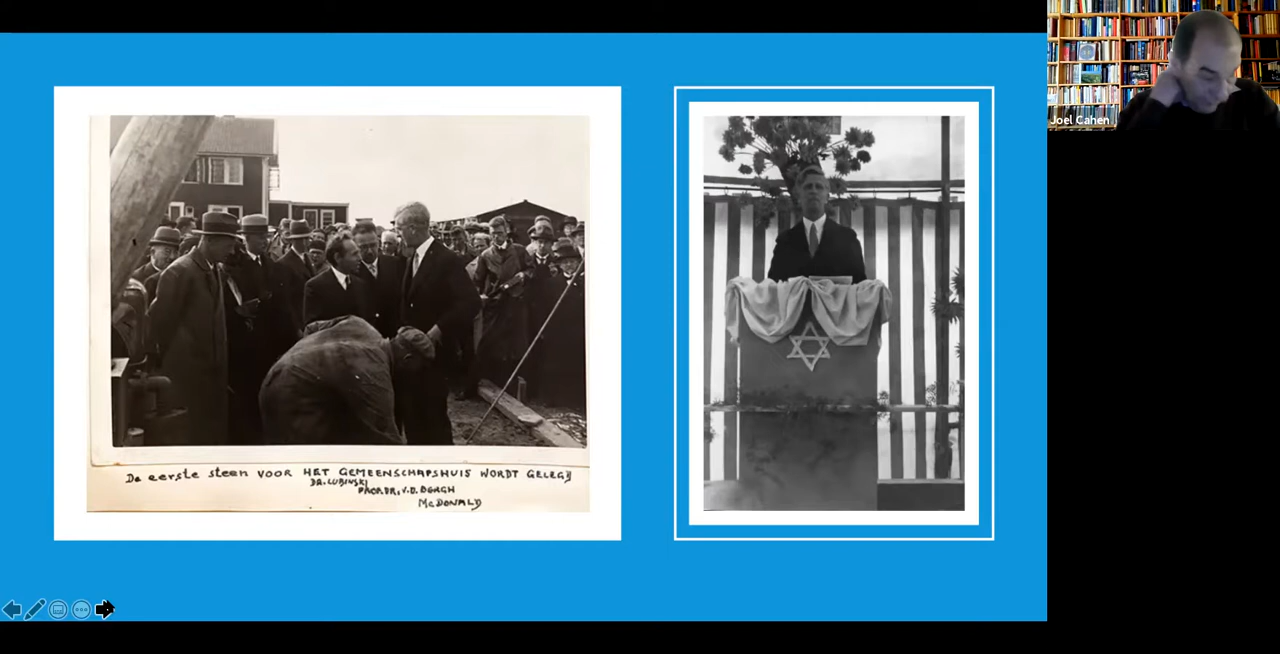 De eerste steen voor HET GEMEENSCHAPSHUIS WORDT GELEGD
DR. LUBINSKI
PROF.DR. V.D. BERGH
McDONALD
Joel Cahen